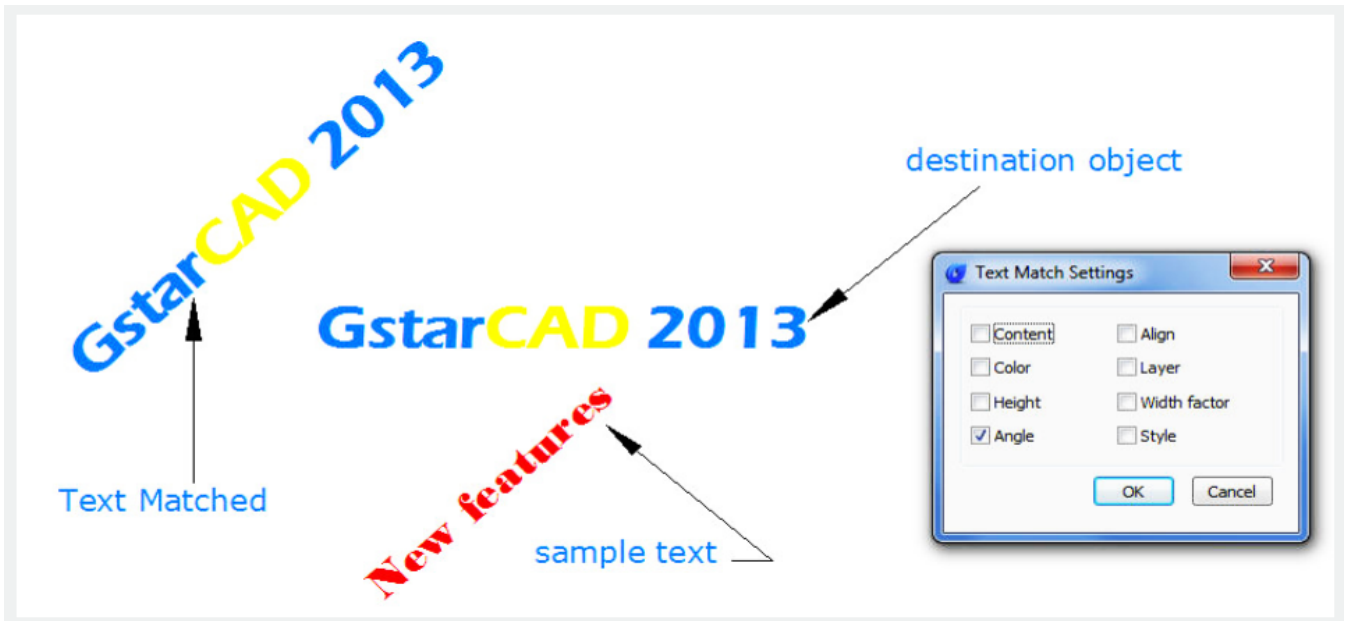 GstarCAD 2013
destination object
Text Match Settings
Content
Align
Color
Layer
Height
Width factor
Angle
Style
OK
Cancel
GstarCAD 2013
Text Matched
New features
sample text